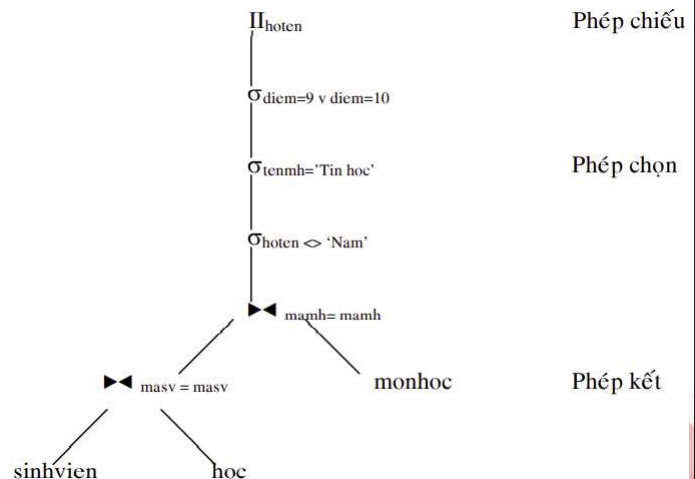 Πhoten Phép chiếu
σdiem=9 v diem=10
σtenmh='Tin hoc' Phép chọn
σhoten <> ‘Nam’
▶◀ mamh= mamh
▶◀ masv = masv monhoc Phép kết
sinhvien hoc